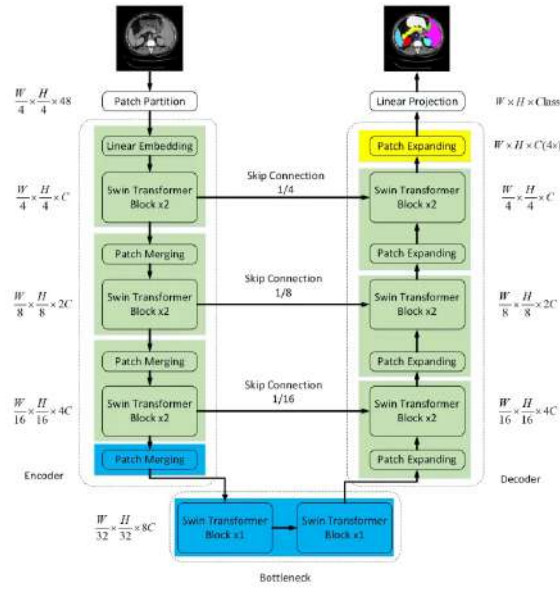 W/4 × H/4 × 48
Patch Partition
Linear Projection
W × H × Class
Linear Embedding
Patch Expanding
W × H × C(4×)
W/4 × H/4 × C
Swin Transformer
Block x2
Skip Connection
1/4
Swin Transformer
Block x2
W/4 × H/4 × C
Patch Merging
Patch Expanding
W/8 × H/8 × 2C
Swin Transformer
Block x2
Skip Connection
1/8
Swin Transformer
Block x2
W/8 × H/8 × 2C
Patch Merging
Patch Expanding
W/16 × H/16 × 4C
Swin Transformer
Block x2
Skip Connection
1/16
Swin Transformer
Block x2
W/16 × H/16 × 4C
Patch Merging
Patch Expanding
Encoder
Decoder
W/32 × H/32 × 8C
Swin Transformer
Block x1
Swin Transformer
Block x1
Bottleneck